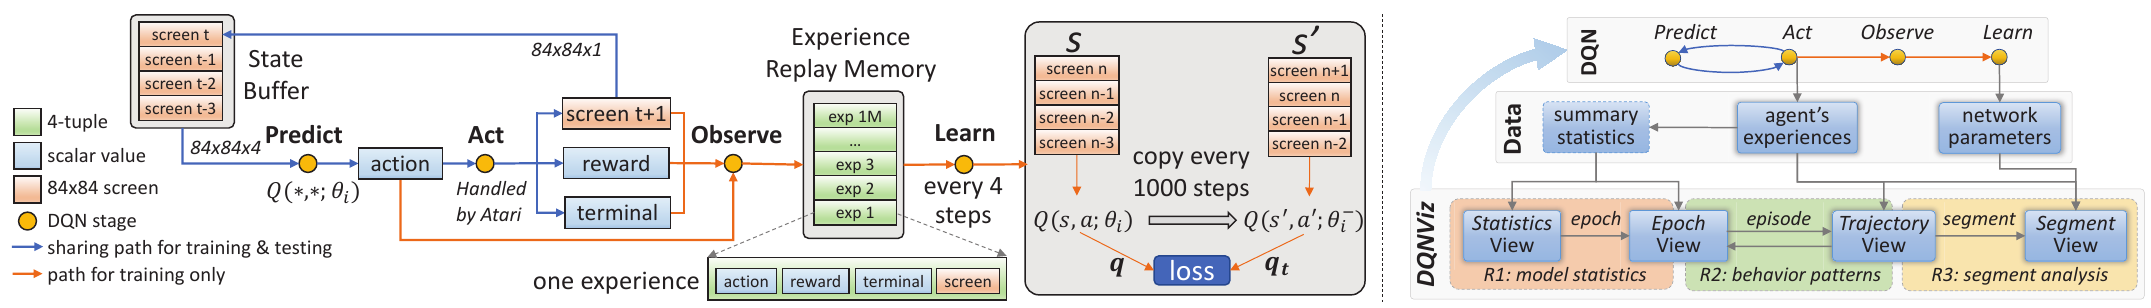 screen t
screen t-1
screen t-2
screen t-3
State
Buffer
84x84x1
84x84x4
4-tuple
scalar value
84x84 screen
DQN stage
sharing path for training & testing
path for training only
Predict
Q(*,*; θᵢ)
action
Act
Handled
by Atari
screen t+1
reward
terminal
Observe
Experience
Replay Memory
exp 1M
...
exp 3
exp 2
exp 1
one experience
action reward terminal screen
Learn
every 4
steps
s
screen n
screen n-1
screen n-2
screen n-3
s′
screen n+1
screen n
screen n-1
screen n-2
copy every
1000 steps
Q(s, a; θᵢ)
Q(s′, a′; θᵢ⁻)
q
loss
qₜ
DQN
Predict Act Observe Learn
Data
summary
statistics
agent's
experiences
network
parameters
DQNViz
Statistics
View
epoch
Epoch
View
episode
Trajectory
View
segment
Segment
View
R1: model statistics
R2: behavior patterns
R3: segment analysis